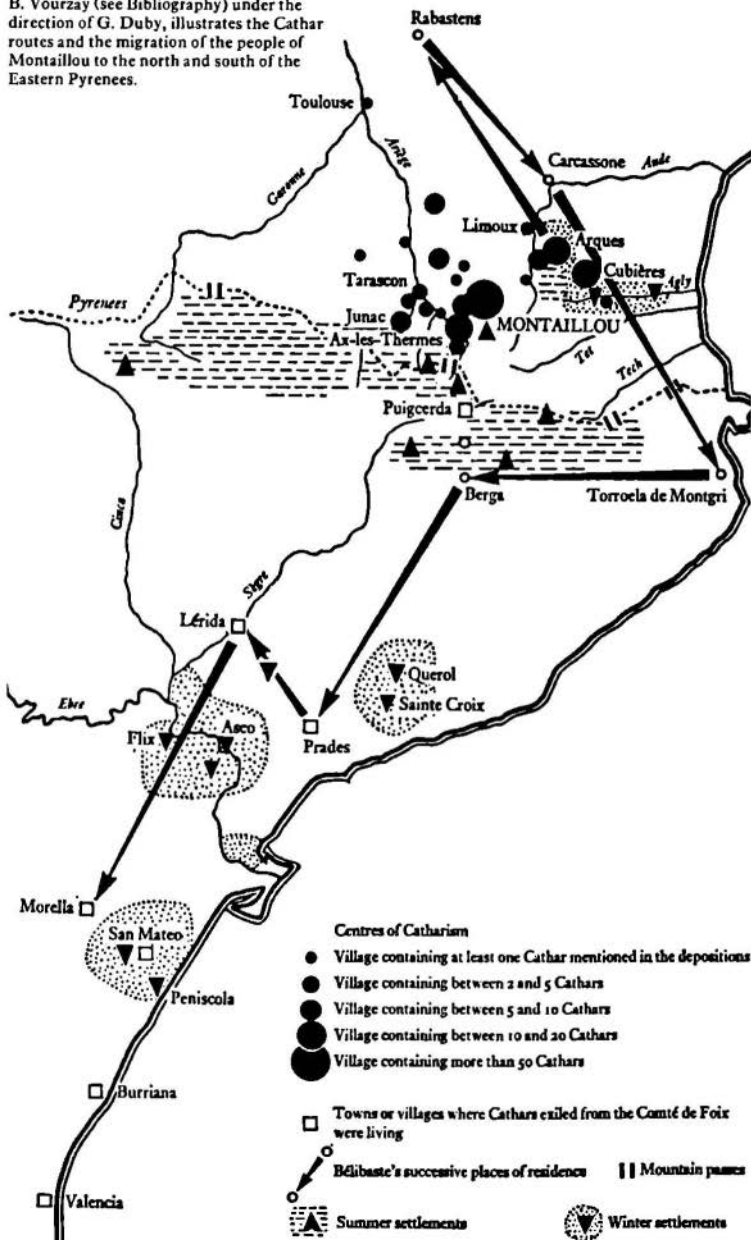 B. Vourzay (see Bibliography) under the
direction of G. Duby, illustrates the Cathar
routes and the migration of the people of
Montaillou to the north and south of the
Eastern Pyrenees.
Rabastens
Toulouse
Ariège
Garonne
Carcassone
Aude
Limoux
Arques
Cubières
Agly
Tarascon
Pyrenees
Junac
MONTAILLOU
Ax-les-Thermes
Tet
Tech
Puigcerda
Berga
Torroela de Montgri
Cinca
Sègre
Lérida
Querol
Sainte Croix
Ebre
Flix
Asco
Prades
Morella
San Mateo
Peniscola
Burriana
Valencia
Centres of Catharism
Village containing at least one Cathar mentioned in the depositions
Village containing between 2 and 5 Cathars
Village containing between 5 and 10 Cathars
Village containing between 10 and 20 Cathars
Village containing more than 50 Cathars
Towns or villages where Cathars exiled from the Comté de Foix
were living
Bélibaste's successive places of residence
Mountain passes
Summer settlements
Winter settlements